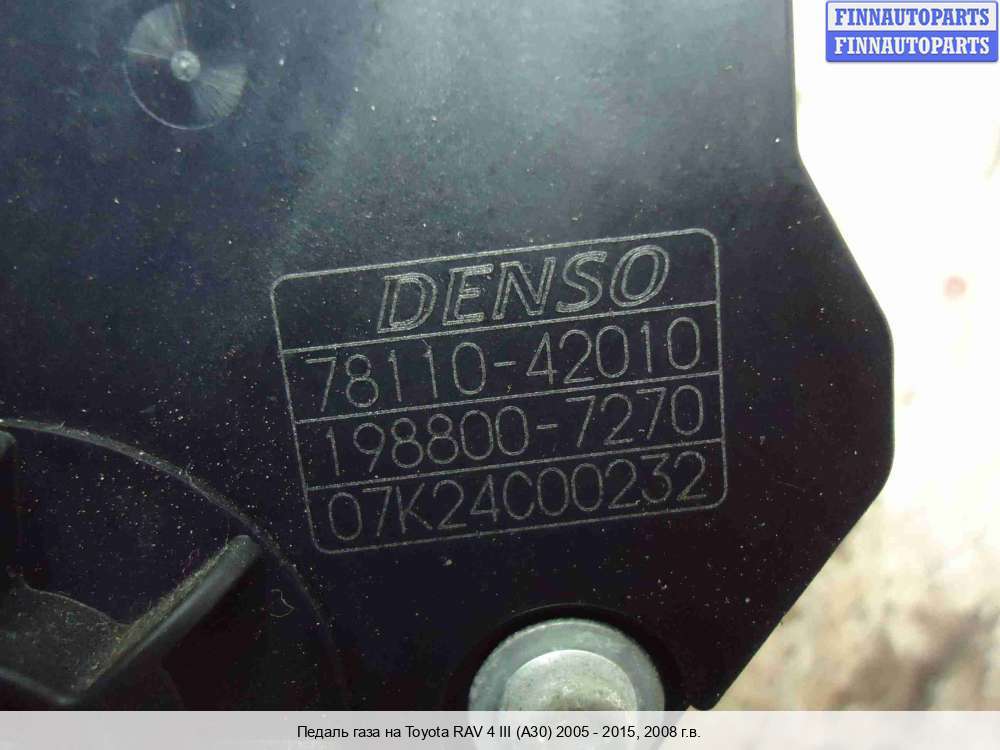 FINNAUTOPARTS
FINNAUTOPARTS
DENSO
78110-42010
198800-7270
07K24C00232
Педаль газа на Toyota RAV 4 III (A30) 2005 - 2015, 2008 г.в.